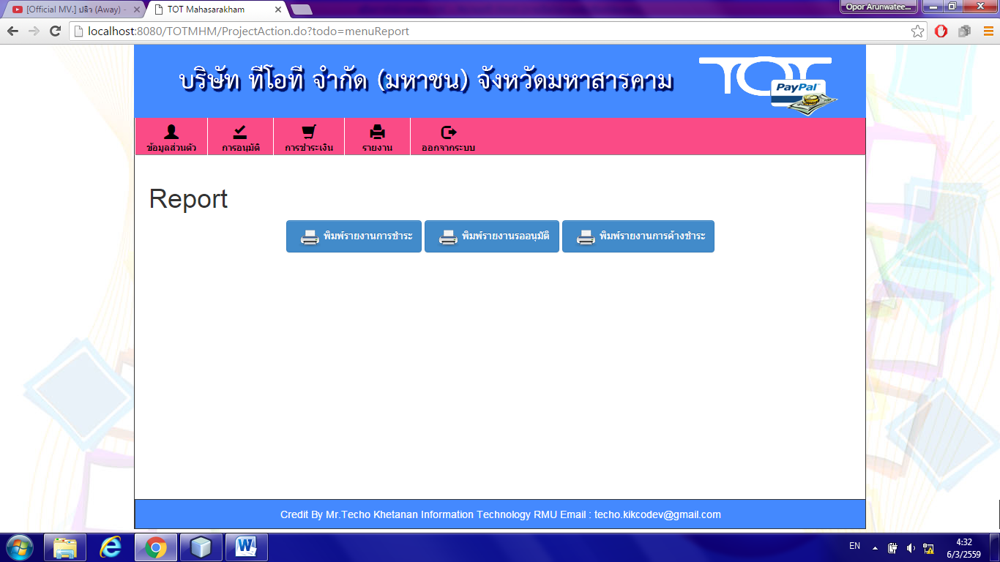 [Official MV.] ปลิว (Away) -
TOT Mahasarakham
Opor Arunwatee...
localhost:8080/TOTMHM/ProjectAction.do?todo=menuReport
บริษัท ทีโอที จำกัด (มหาชน) จังหวัดมหาสารคาม
TOT
PayPal
ข้อมูลส่วนตัว การอนุมัติ การชำระเงิน รายงาน ออกจากระบบ
Report
พิมพ์รายงานการชำระ พิมพ์รายงานรออนุมัติ พิมพ์รายงานการค้างชำระ
Credit By Mr.Techo Khetanan Information Technology RMU Email : techo.kikcodev@gmail.com
EN
4:32
6/3/2559